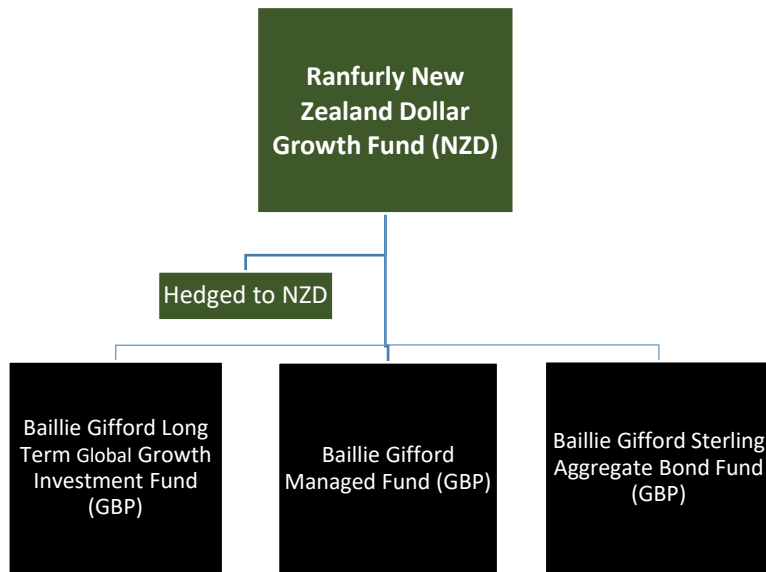 Ranfurly New
Zealand Dollar
Growth Fund (NZD)
Hedged to NZD
Baillie Gifford Long
Term Global Growth
Investment Fund
(GBP)
Baillie Gifford
Managed Fund (GBP)
Baillie Gifford Sterling
Aggregate Bond Fund
(GBP)